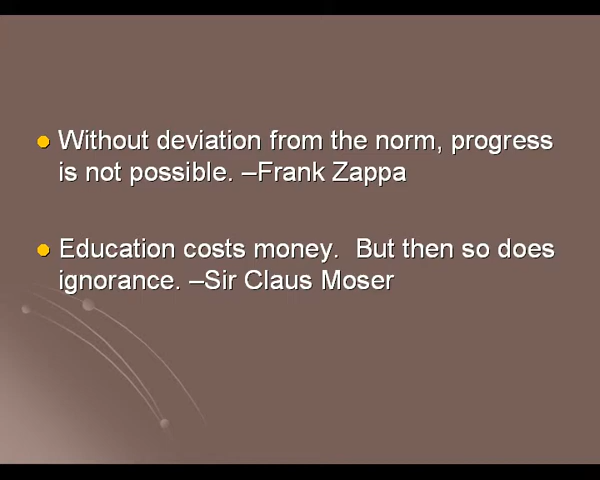 Without deviation from the norm, progress
is not possible. –Frank Zappa
Education costs money.  But then so does
ignorance. –Sir Claus Moser